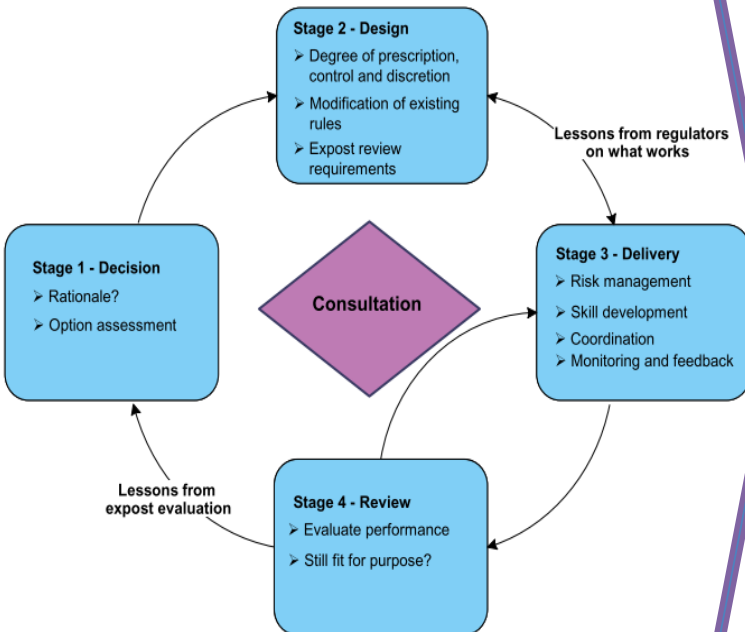 Stage 2 - Design
➢ Degree of prescription,
control and discretion
➢ Modification of existing
rules
➢ Expost review
requirements
Lessons from regulators
on what works
Stage 1 - Decision
➢ Rationale?
➢ Option assessment
Consultation
Stage 3 - Delivery
➢ Risk management
➢ Skill development
➢ Coordination
➢ Monitoring and feedback
Lessons from
expost evaluation
Stage 4 - Review
➢ Evaluate performance
➢ Still fit for purpose?